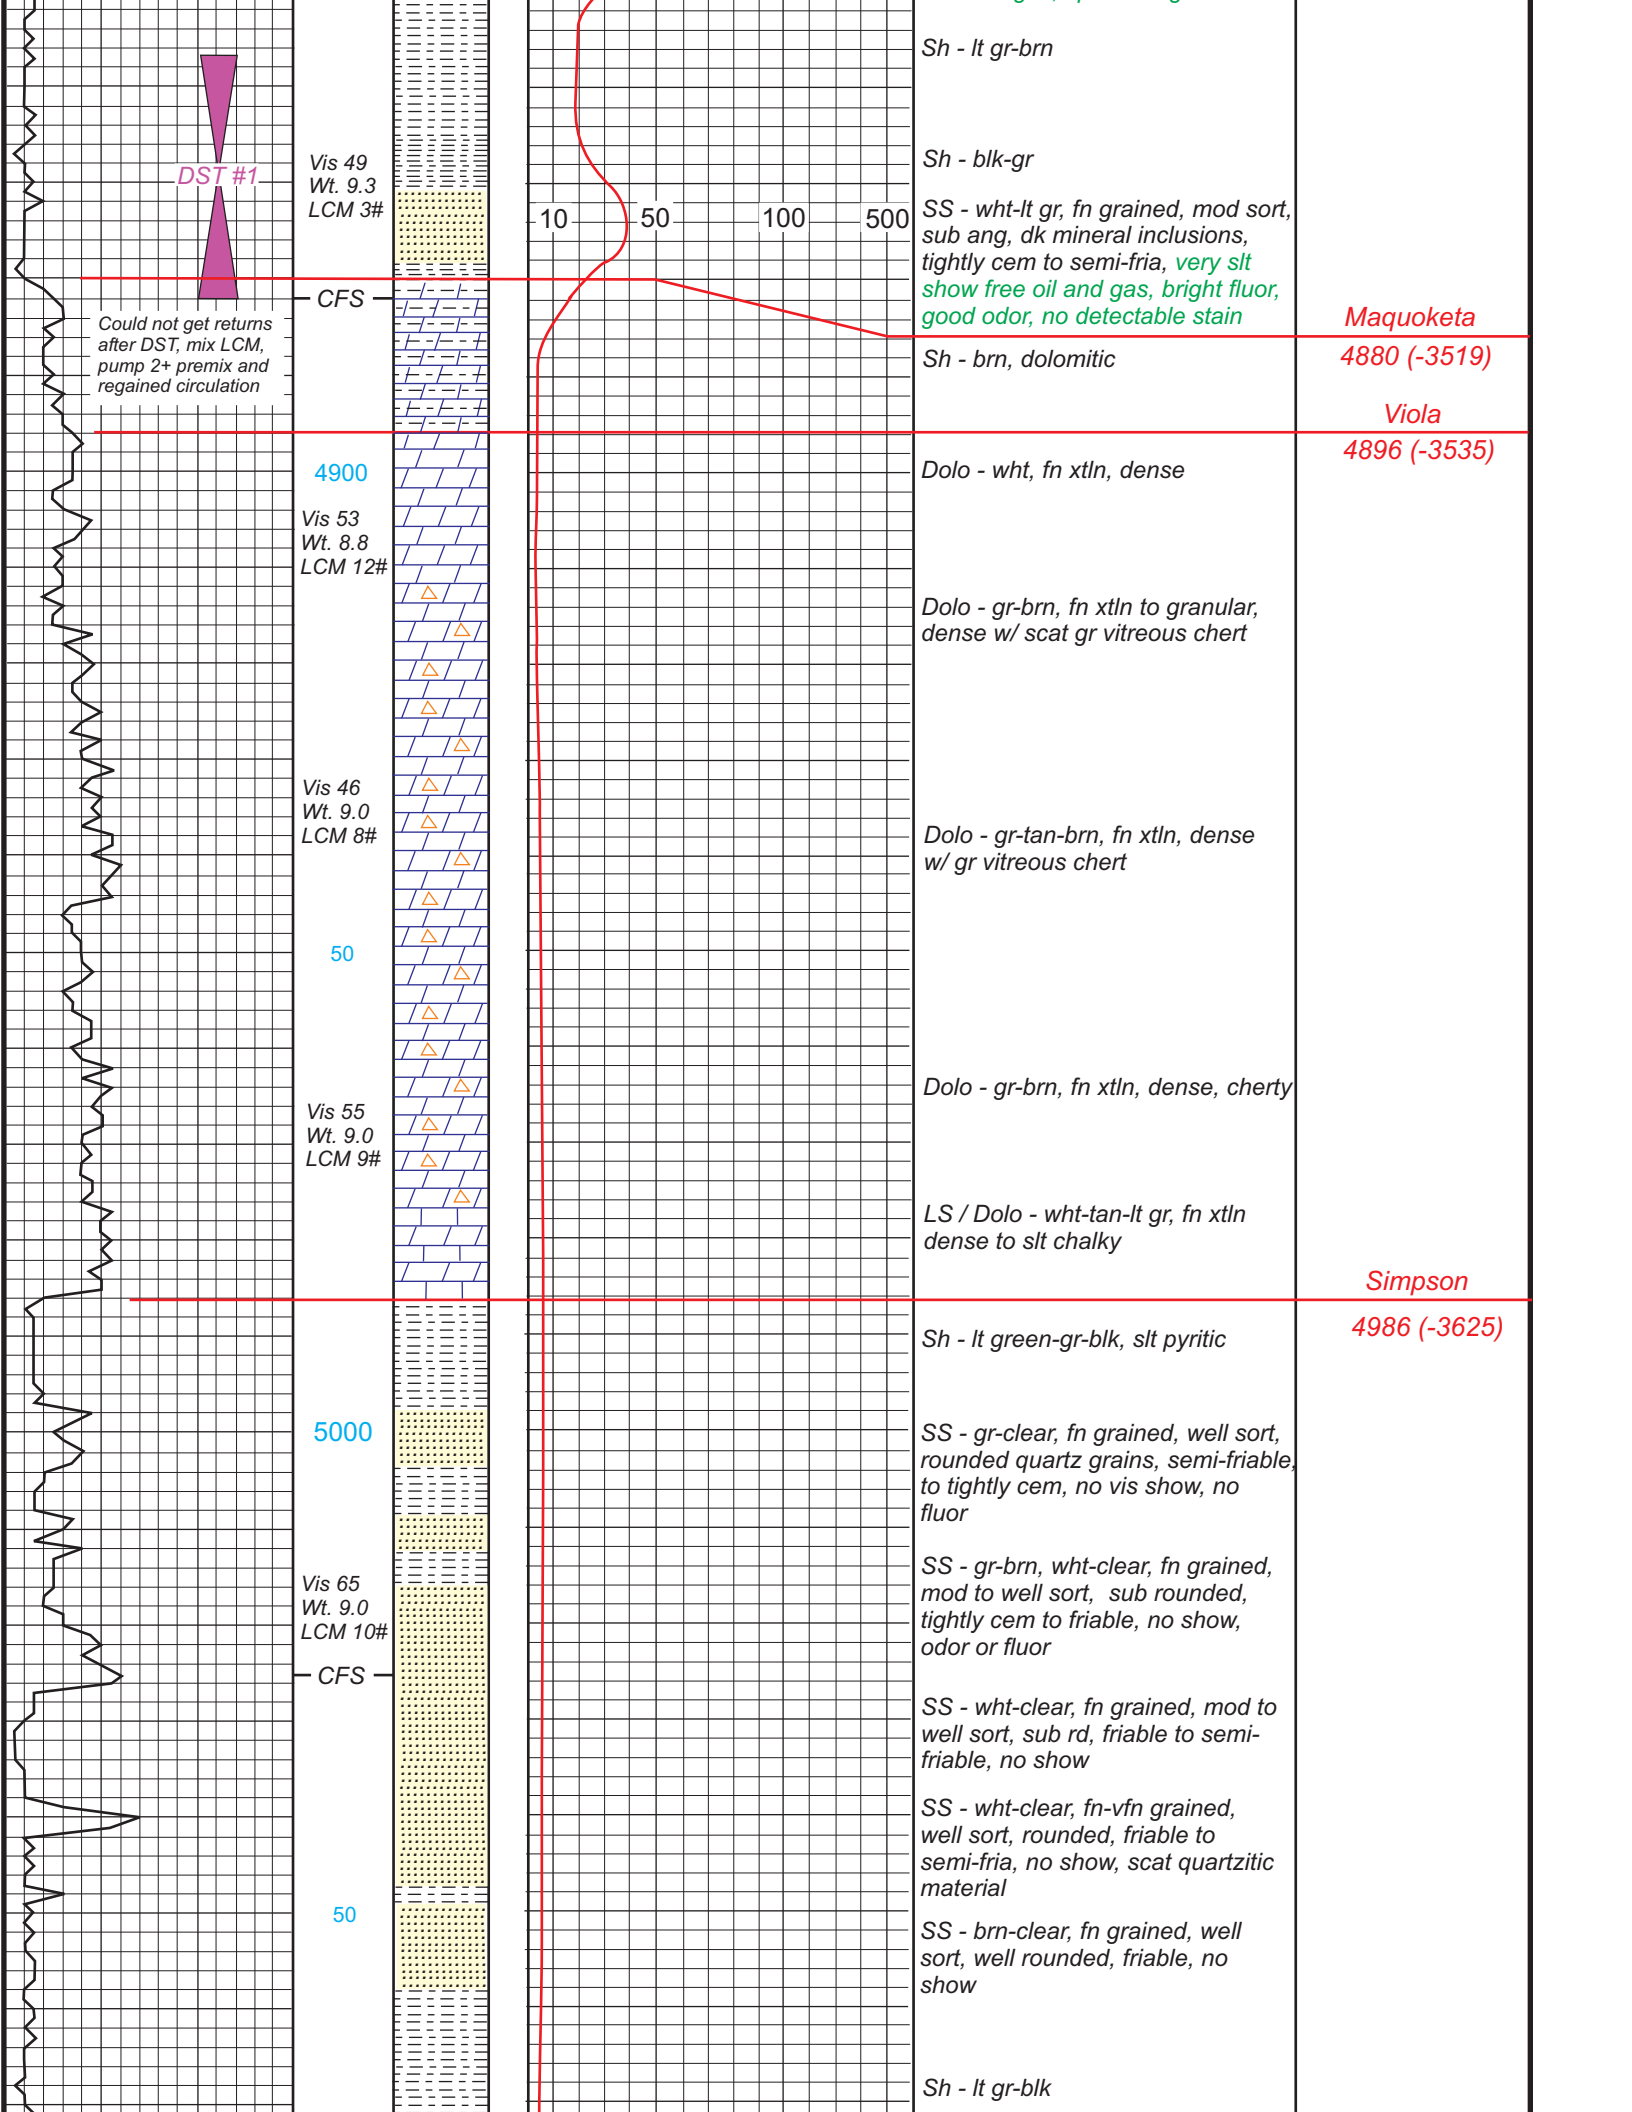 Sh - lt gr-brn
Sh - blk-gr
DST #1
Vis 49
Wt. 9.3
LCM 3#
10 50 100 500
SS - wht-lt gr, fn grained, mod sort,
sub ang, dk mineral inclusions,
tightly cem to semi-fria, very slt
show free oil and gas, bright fluor,
good odor, no detectable stain
CFS
Could not get returns
after DST, mix LCM,
pump 2+ premix and
regained circulation
Maquoketa
4880 (-3519)
Sh - brn, dolomitic
Viola
4896 (-3535)
4900
Dolo - wht, fn xtln, dense
Vis 53
Wt. 8.8
LCM 12#
Dolo - gr-brn, fn xtln to granular,
dense w/ scat gr vitreous chert
Vis 46
Wt. 9.0
LCM 8#
Dolo - gr-tan-brn, fn xtln, dense
w/ gr vitreous chert
50
Dolo - gr-brn, fn xtln, dense, cherty
Vis 55
Wt. 9.0
LCM 9#
LS / Dolo - wht-tan-lt gr, fn xtln
dense to slt chalky
Simpson
4986 (-3625)
Sh - lt green-gr-blk, slt pyritic
5000
SS - gr-clear, fn grained, well sort,
rounded quartz grains, semi-friable,
to tightly cem, no vis show, no
fluor
SS - gr-brn, wht-clear, fn grained,
mod to well sort, sub rounded,
tightly cem to friable, no show,
odor or fluor
Vis 65
Wt. 9.0
LCM 10#
CFS
SS - wht-clear, fn grained, mod to
well sort, sub rd, friable to semi-
friable, no show
SS - wht-clear, fn-vfn grained,
well sort, rounded, friable to
semi-fria, no show, scat quartzitic
material
50
SS - brn-clear, fn grained, well
sort, well rounded, friable, no
show
Sh - lt gr-blk